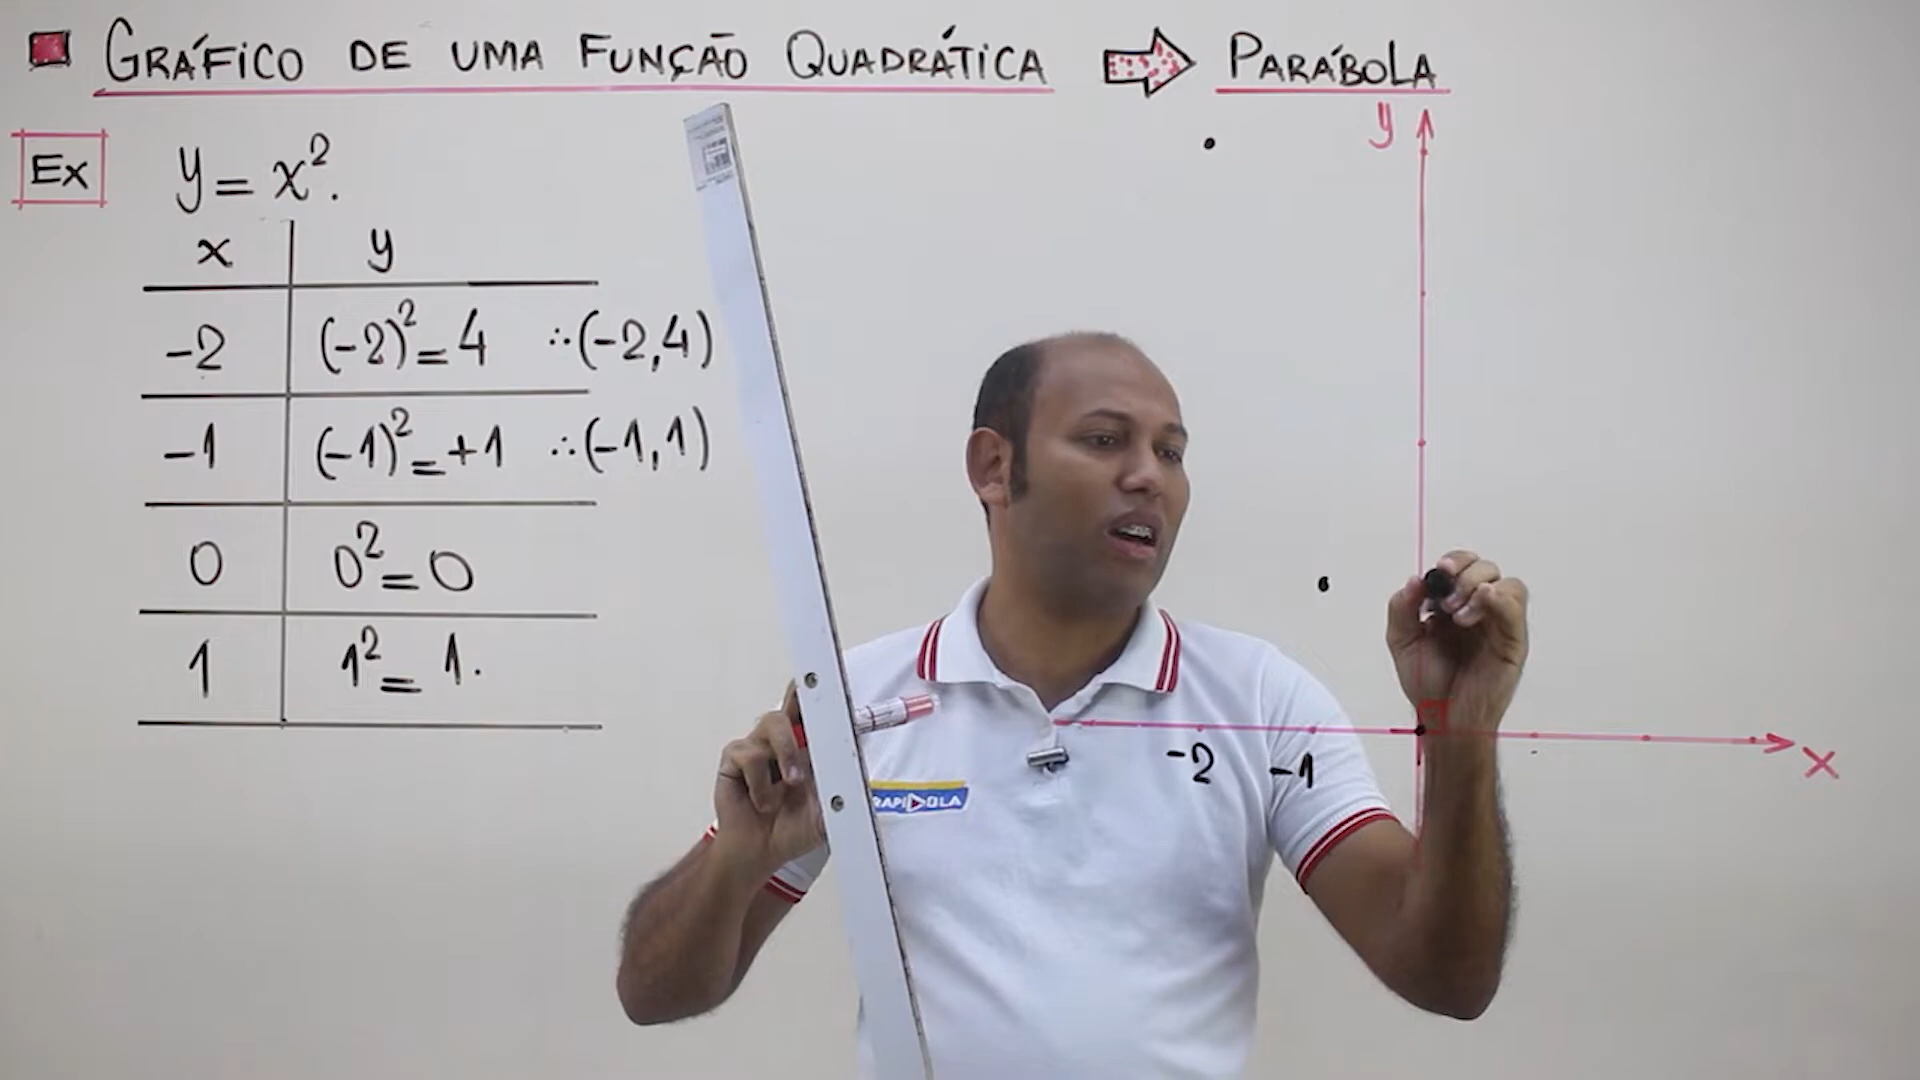 GRÁFICO DE UMA FUNÇÃO QUADRÁTICA ⇨ PARÁBOLA
Ex y = x².
x y
-2 (-2)² = 4 ∴ (-2,4)
-1 (-1)² = +1 ∴ (-1,1)
0 0² = 0
1 1² = 1.
y
-2 -1
x
RAPIDOLA